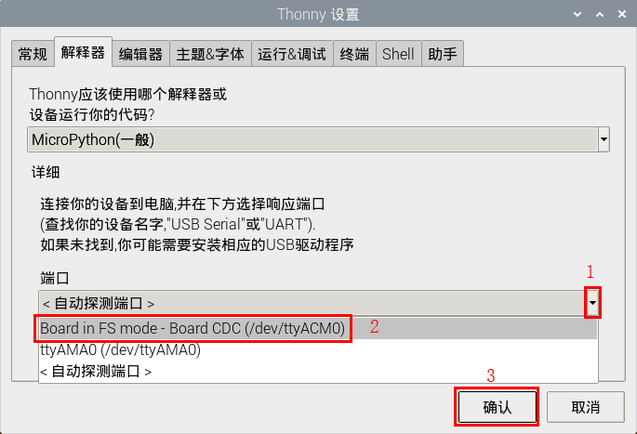 Thonny 设置
常规 解释器 编辑器 主题&字体 运行&调试 终端 Shell 助手
Thonny应该使用哪个解释器或
设备运行你的代码?
MicroPython(一般)
详细
连接你的设备到电脑,并在下方选择响应端口
(查找你的设备名字,"USB Serial"或"UART").
如果未找到,你可能需要安装相应的USB驱动程序
端口
1
< 自动探测端口 >
Board in FS mode - Board CDC (/dev/ttyACM0)
2
ttyAMA0 (/dev/ttyAMA0)
< 自动探测端口 >
3
确认
取消